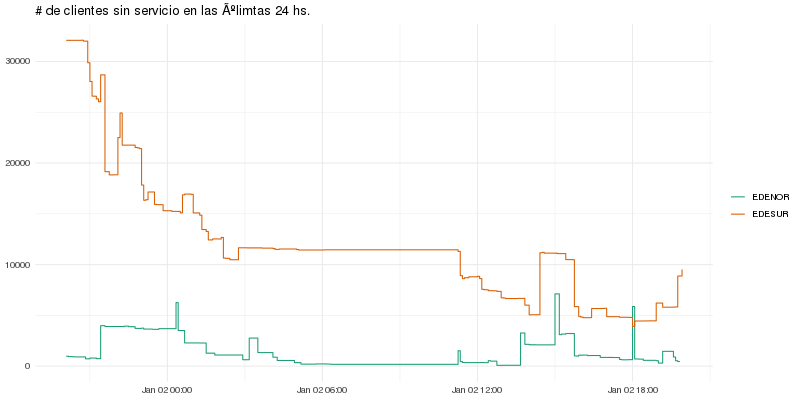 # de clientes sin servicio en las Ãºlimtas 24 hs.
30000
20000
10000
0
Jan 02 00:00
Jan 02 06:00
Jan 02 12:00
Jan 02 18:00
EDENOR
EDESUR